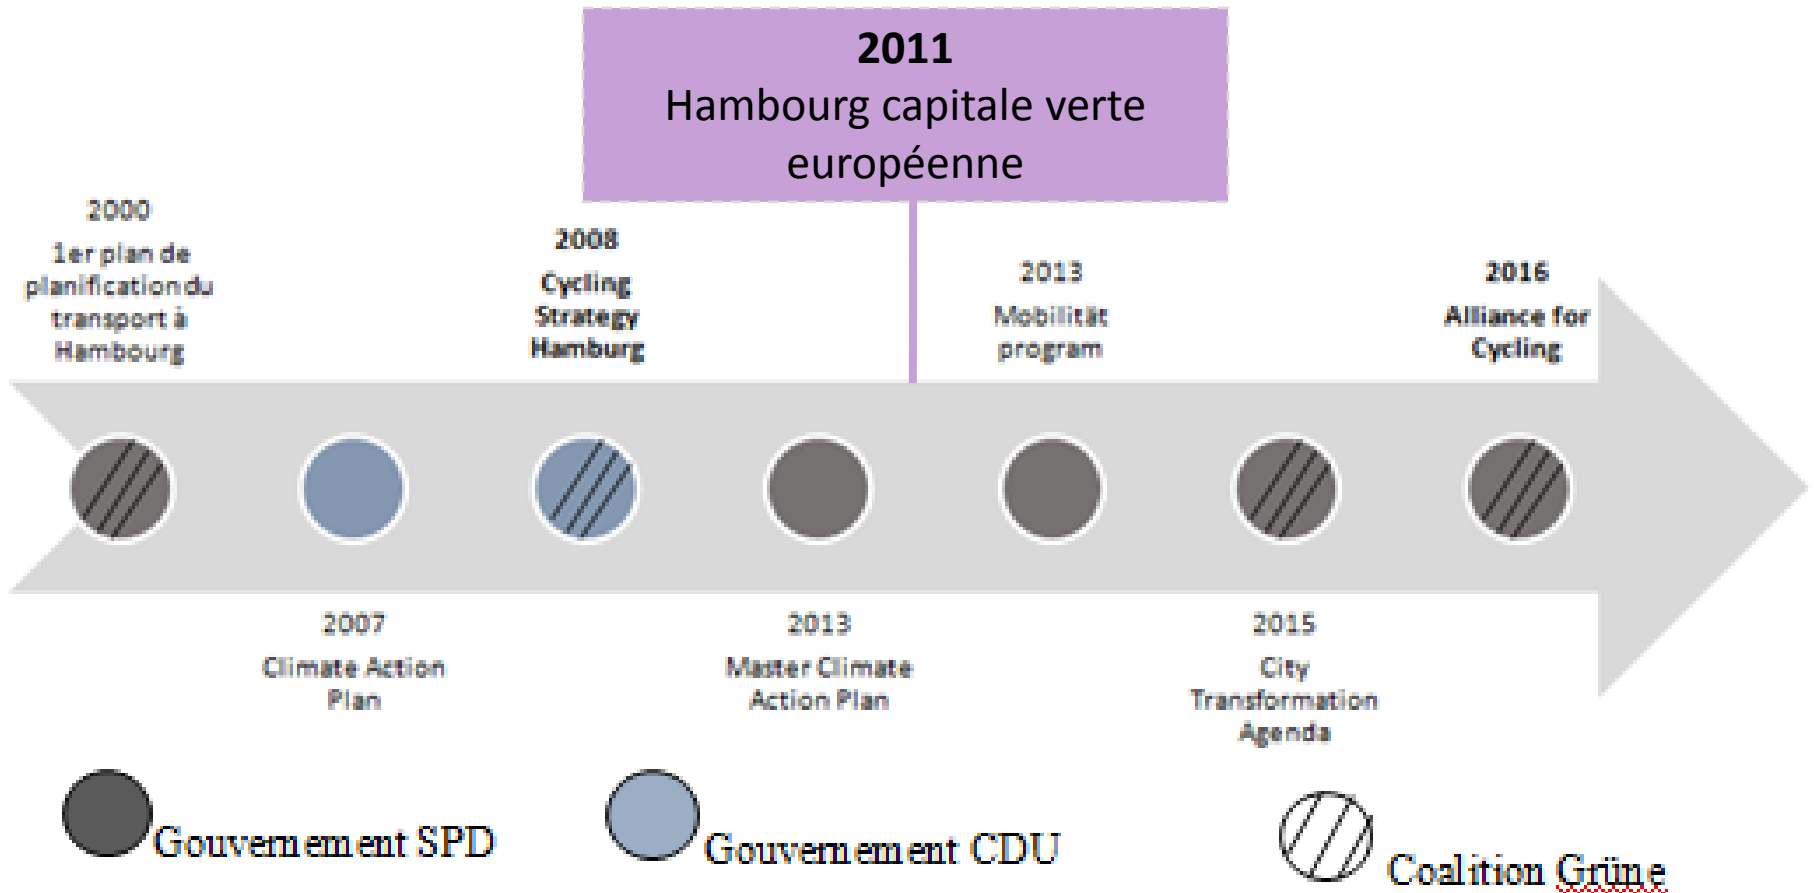 2011
Hambourg capitale verte
européenne
2000
1er plan de
planification du
transport à
Hambourg
2008
Cycling
Strategy
Hamburg
2013
Mobilität
program
2016
Alliance for
Cycling
2007
Climate Action
Plan
2013
Master Climate
Action Plan
2015
City
Transformation
Agenda
Gouvernement SPD
Gouvernement CDU
Coalition Grüne